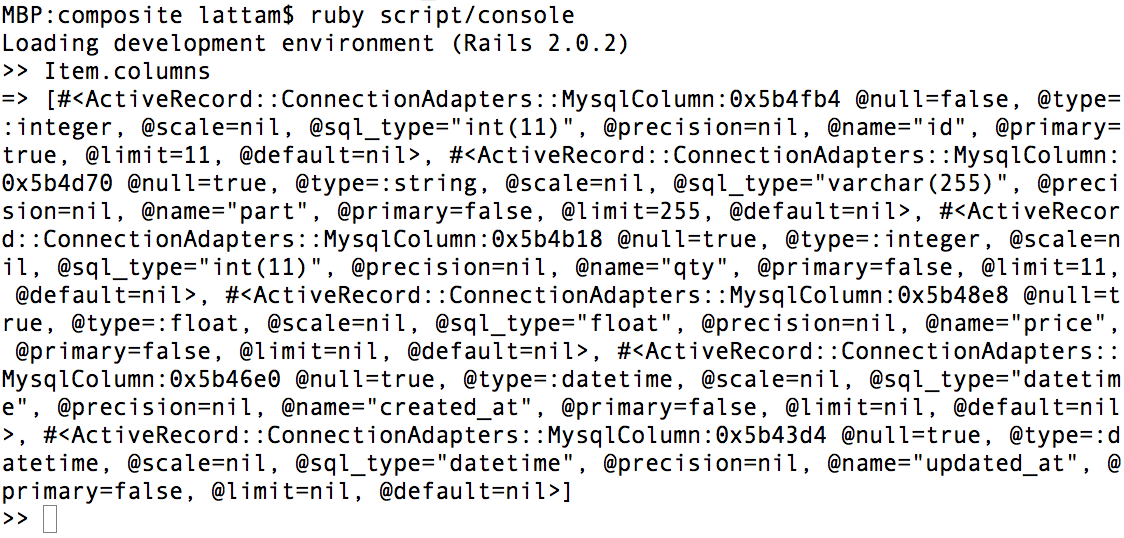 MBP:composite lattam$ ruby script/console
Loading development environment (Rails 2.0.2)
>> Item.columns
=> [#<ActiveRecord::ConnectionAdapters::MysqlColumn:0x5b4fb4 @null=false, @type=
:integer, @scale=nil, @sql_type="int(11)", @precision=nil, @name="id", @primary=
true, @limit=11, @default=nil>, #<ActiveRecord::ConnectionAdapters::MysqlColumn:
0x5b4d70 @null=true, @type=:string, @scale=nil, @sql_type="varchar(255)", @preci
sion=nil, @name="part", @primary=false, @limit=255, @default=nil>, #<ActiveRecor
d::ConnectionAdapters::MysqlColumn:0x5b4b18 @null=true, @type=:integer, @scale=n
il, @sql_type="int(11)", @precision=nil, @name="qty", @primary=false, @limit=11,
 @default=nil>, #<ActiveRecord::ConnectionAdapters::MysqlColumn:0x5b48e8 @null=t
rue, @type=:float, @scale=nil, @sql_type="float", @precision=nil, @name="price",
 @primary=false, @limit=nil, @default=nil>, #<ActiveRecord::ConnectionAdapters::
MysqlColumn:0x5b46e0 @null=true, @type=:datetime, @scale=nil, @sql_type="datetim
e", @precision=nil, @name="created_at", @primary=false, @limit=nil, @default=nil
>, #<ActiveRecord::ConnectionAdapters::MysqlColumn:0x5b43d4 @null=true, @type=:d
atetime, @scale=nil, @sql_type="datetime", @precision=nil, @name="updated_at", @
primary=false, @limit=nil, @default=nil>]
>>